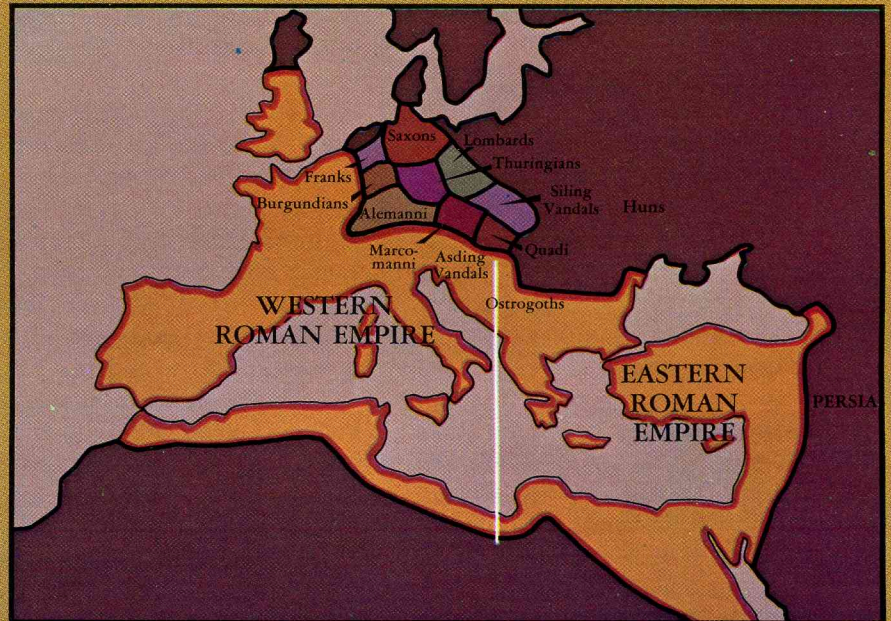 Saxons
Lombards
Thuringians
Franks
Siling
Vandals
Huns
Burgundians
Alemanni
Marco-
manni
Asding
Vandals
Quadi
Ostrogoths
WESTERN
ROMAN EMPIRE
EASTERN
ROMAN
EMPIRE
PERSIA